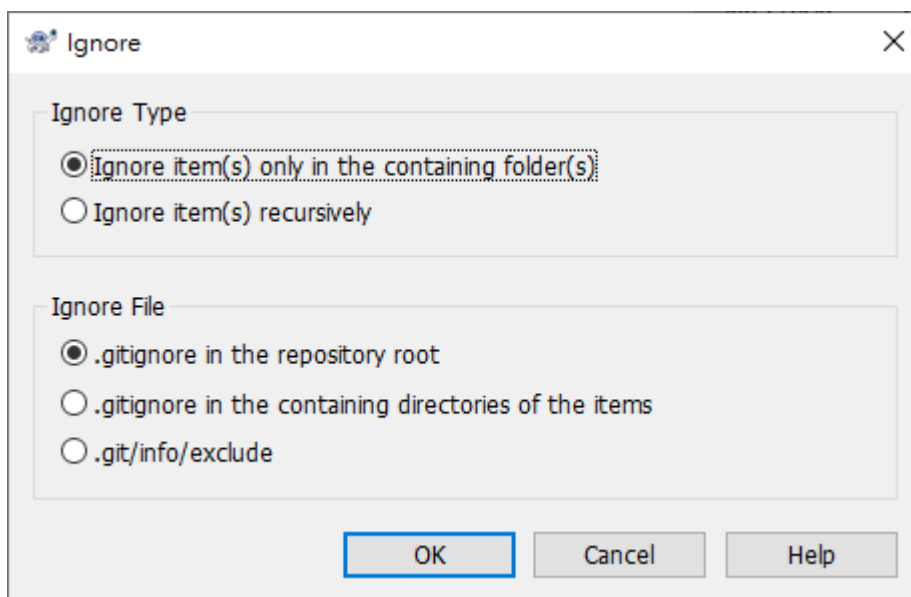 Ignore
Ignore Type
Ignore item(s) only in the containing folder(s)
Ignore item(s) recursively
Ignore File
.gitignore in the repository root
.gitignore in the containing directories of the items
.git/info/exclude
OK Cancel Help